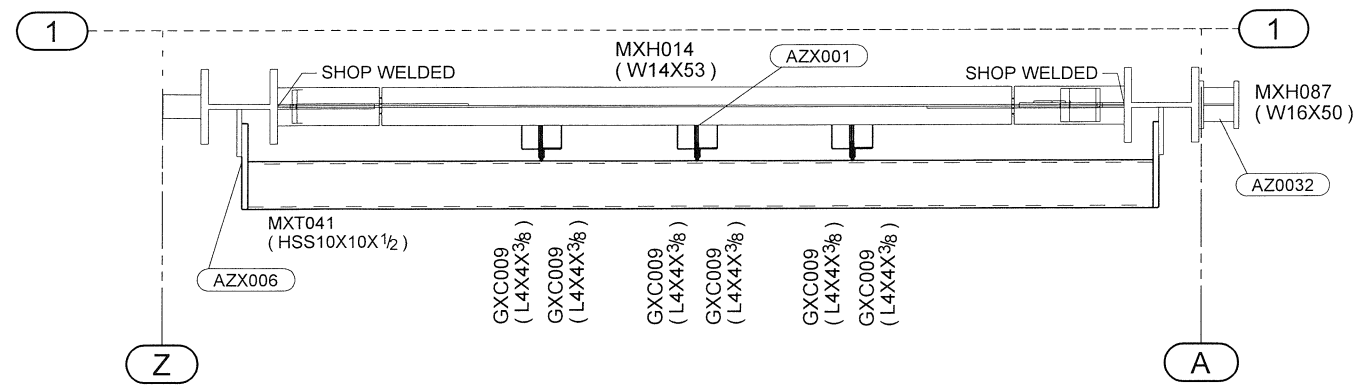 1
1
MXH014
( W14X53 )
AZX001
SHOP WELDED
SHOP WELDED
MXH087
( W16X50 )
AZ0032
MXT041
( HSS10X10X1/2 )
AZX006
GXC009
( L4X4X3/8 )
GXC009
( L4X4X3/8 )
GXC009
( L4X4X3/8 )
GXC009
( L4X4X3/8 )
GXC009
( L4X4X3/8 )
GXC009
( L4X4X3/8 )
Z
A